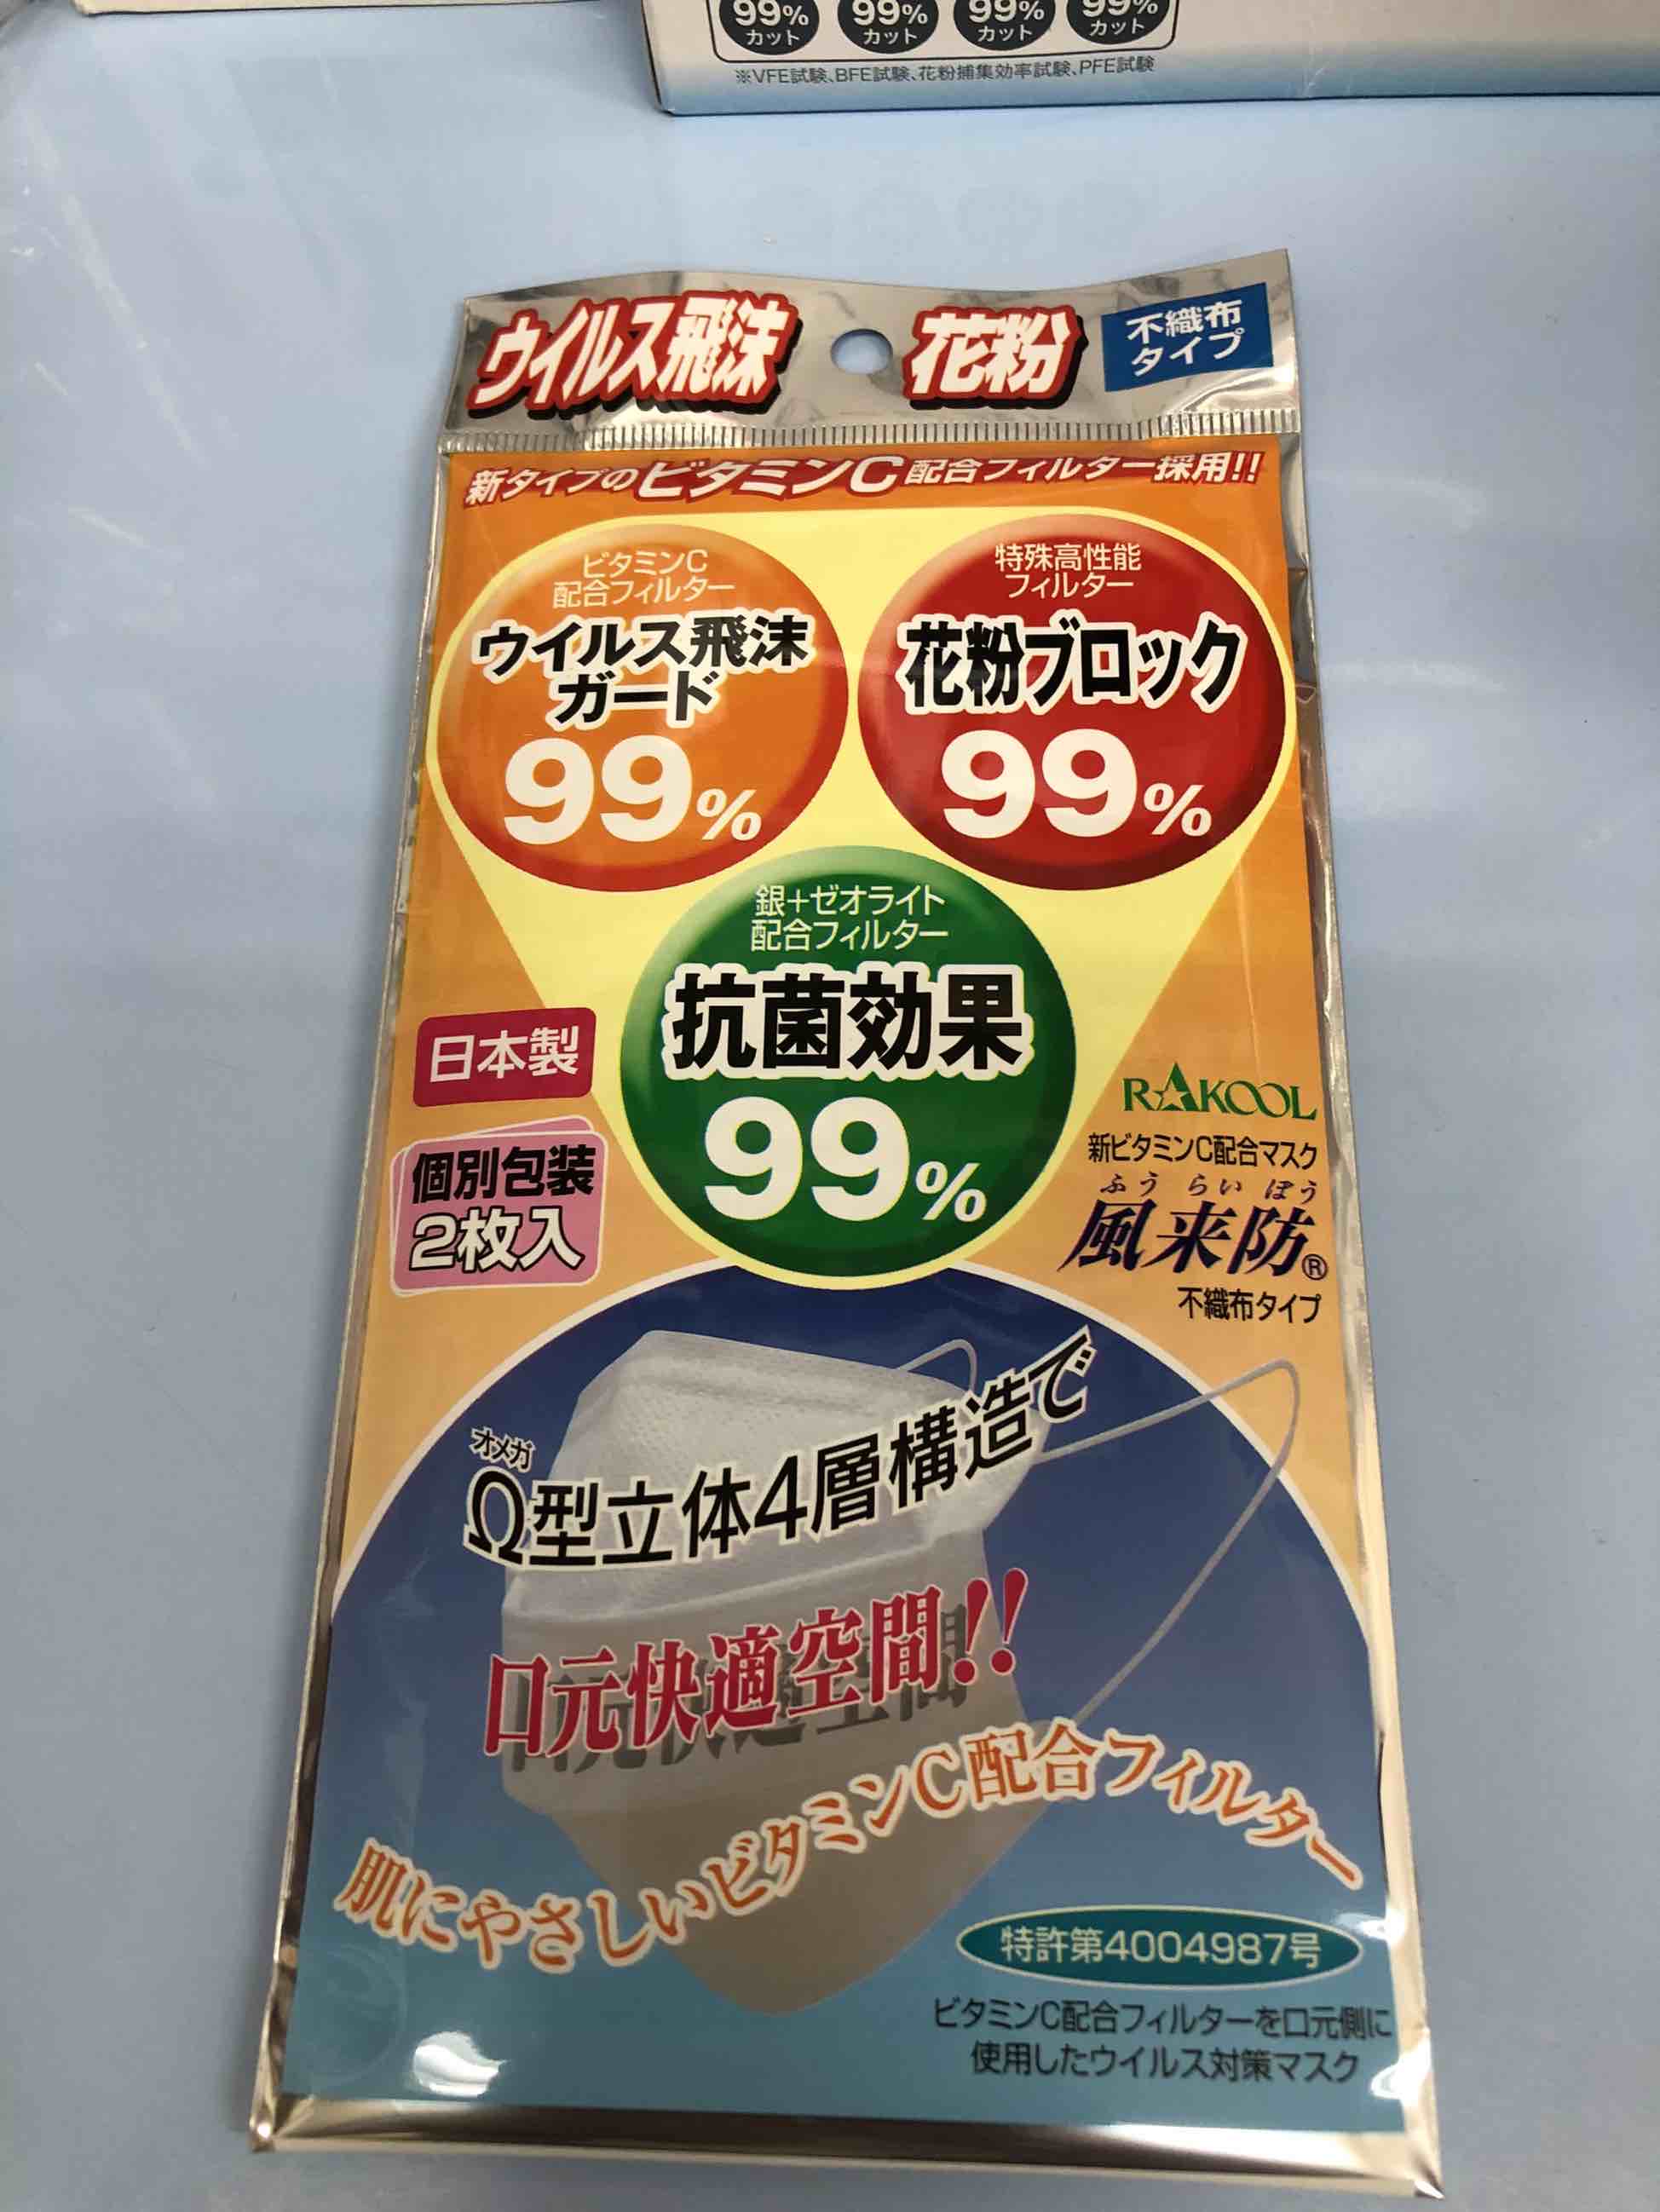 99% 99% 99% 99%
カット カット カット カット
※VFE試験、BFE試験、花粉捕集効率試験、PFE試験
ウイルス飛沫 花粉
不織布
タイプ
新タイプのビタミンC配合フィルター採用!!
ビタミンC
配合フィルター
ウイルス飛沫
ガード
99%
特殊高性能
フィルター
花粉ブロック
99%
銀+ゼオライト
配合フィルター
抗菌効果
99%
日本製
個別包装
2枚入
RAKOOL
新ビタミンC配合マスク
ふう らい ぼう
風来防®
不織布タイプ
オメガ
Ω型立体4層構造で
口元快適空間!!
肌にやさしいビタミンC配合フィルター
特許第4004987号
ビタミンC配合フィルターを口元側に
使用したウイルス対策マスク